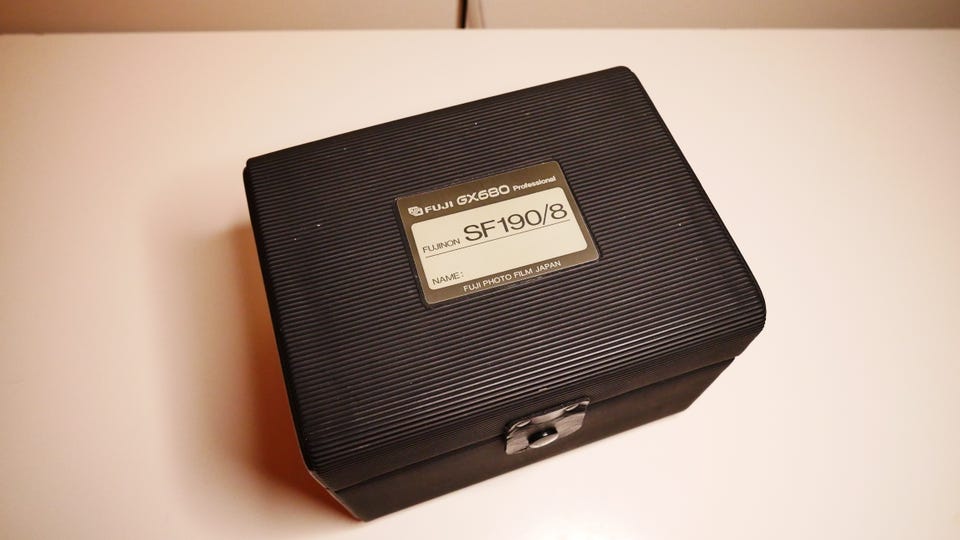 FUJI GX680 Professional
FUJINON SF190/8
NAME:
FUJI PHOTO FILM JAPAN